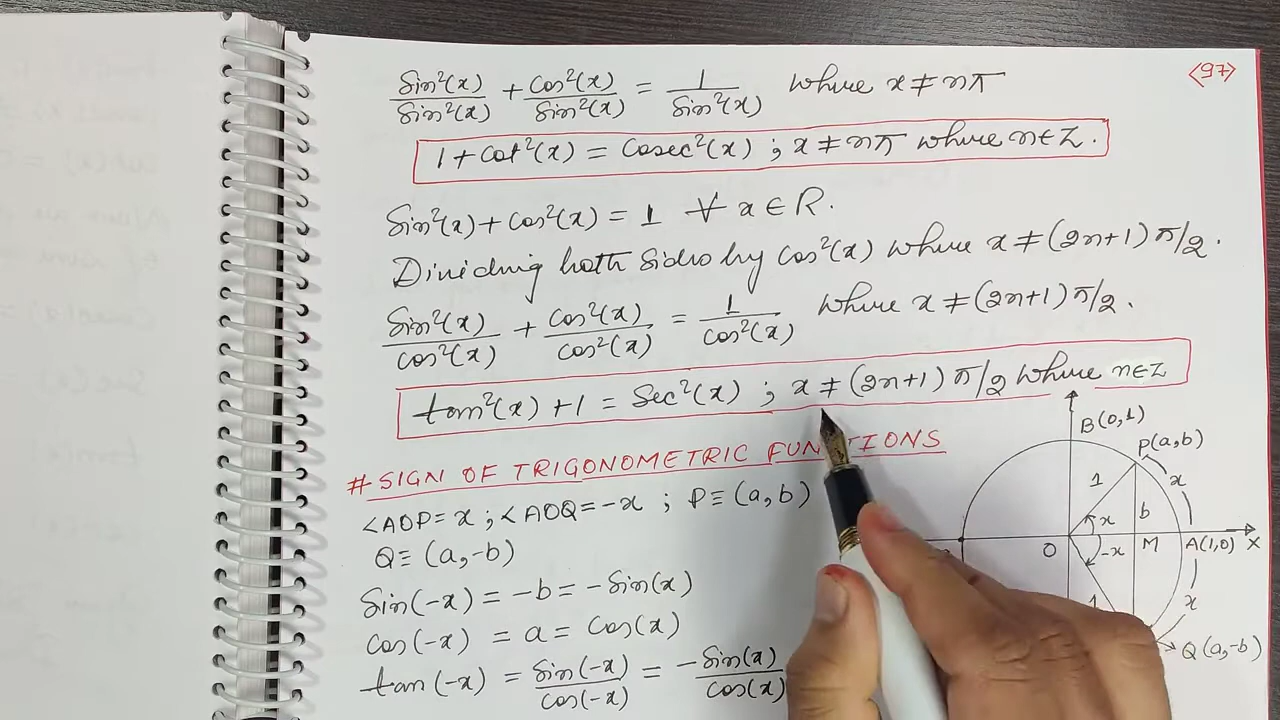 <97>
Sin²(x)/Sin²(x) + Cos²(x)/Sin²(x) = 1/Sin²(x) where x ≠ nπ
1 + Cot²(x) = Cosec²(x) ; x ≠ nπ where n∈Z.
Sin²(x) + cos²(x) = 1 ∀ x ∈ R.
Dividing both sides by cos²(x) where x ≠ (2n+1) π/2.
Sin²(x)/cos²(x) + cos²(x)/cos²(x) = 1/cos²(x) where x ≠ (2n+1) π/2.
tan²(x) + 1 = Sec²(x) ; x ≠ (2n+1) π/2 where n∈Z
# SIGN OF TRIGONOMETRIC FUNCTIONS
∠AOP = x ; ∠AOQ = -x ; P ≡ (a, b)
Q ≡ (a, -b)
Sin(-x) = -b = -Sin(x)
cos(-x) = a = Cos(x)
tan(-x) = Sin(-x)/cos(-x) = -Sin(x)/cos(x)
B(0,1)
P(a,b)
1
x
x
b
O
-x
M
A(1,0)
X
1
x
Q(a,-b)